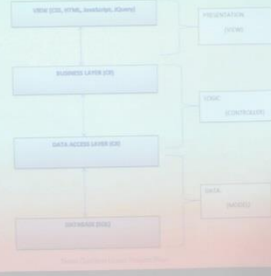 VIEW (CSS, HTML, JavaScript, JQuery)
PRESENTATION
(VIEW)
BUSINESS LAYER (C#)
LOGIC
(CONTROLLER)
DATA ACCESS LAYER (C#)
DATA
(MODEL)
DATABASE (SQL)